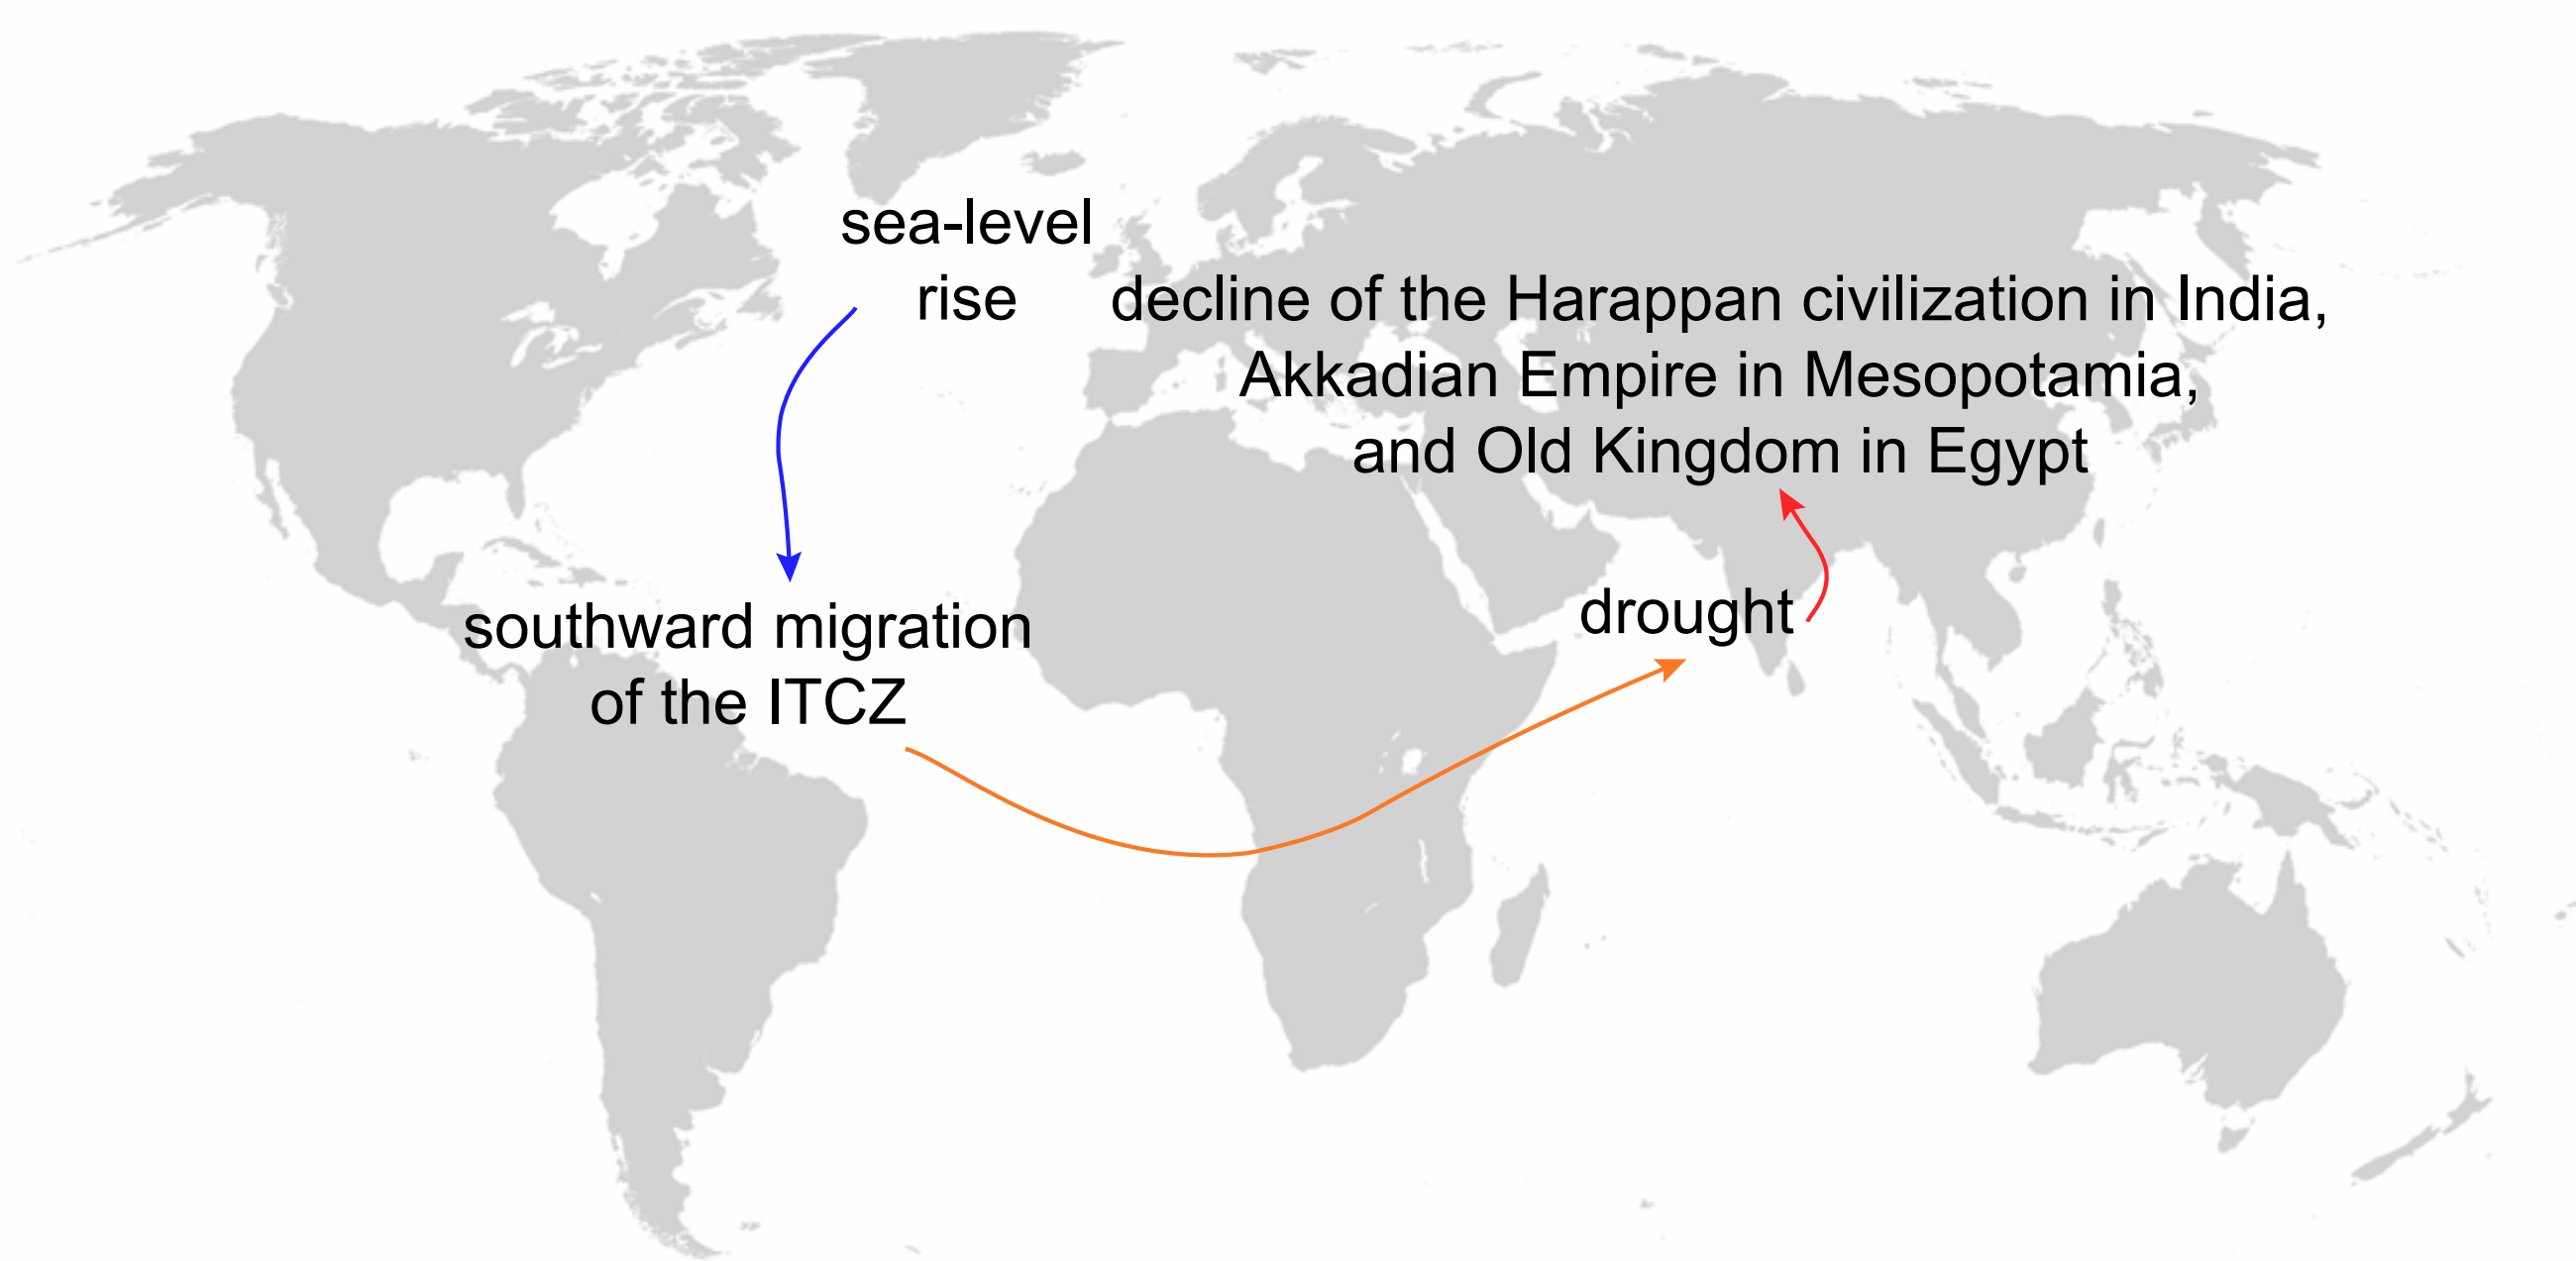 sea-level
rise
decline of the Harappan civilization in India,
Akkadian Empire in Mesopotamia,
and Old Kingdom in Egypt
southward migration
of the ITCZ
drought